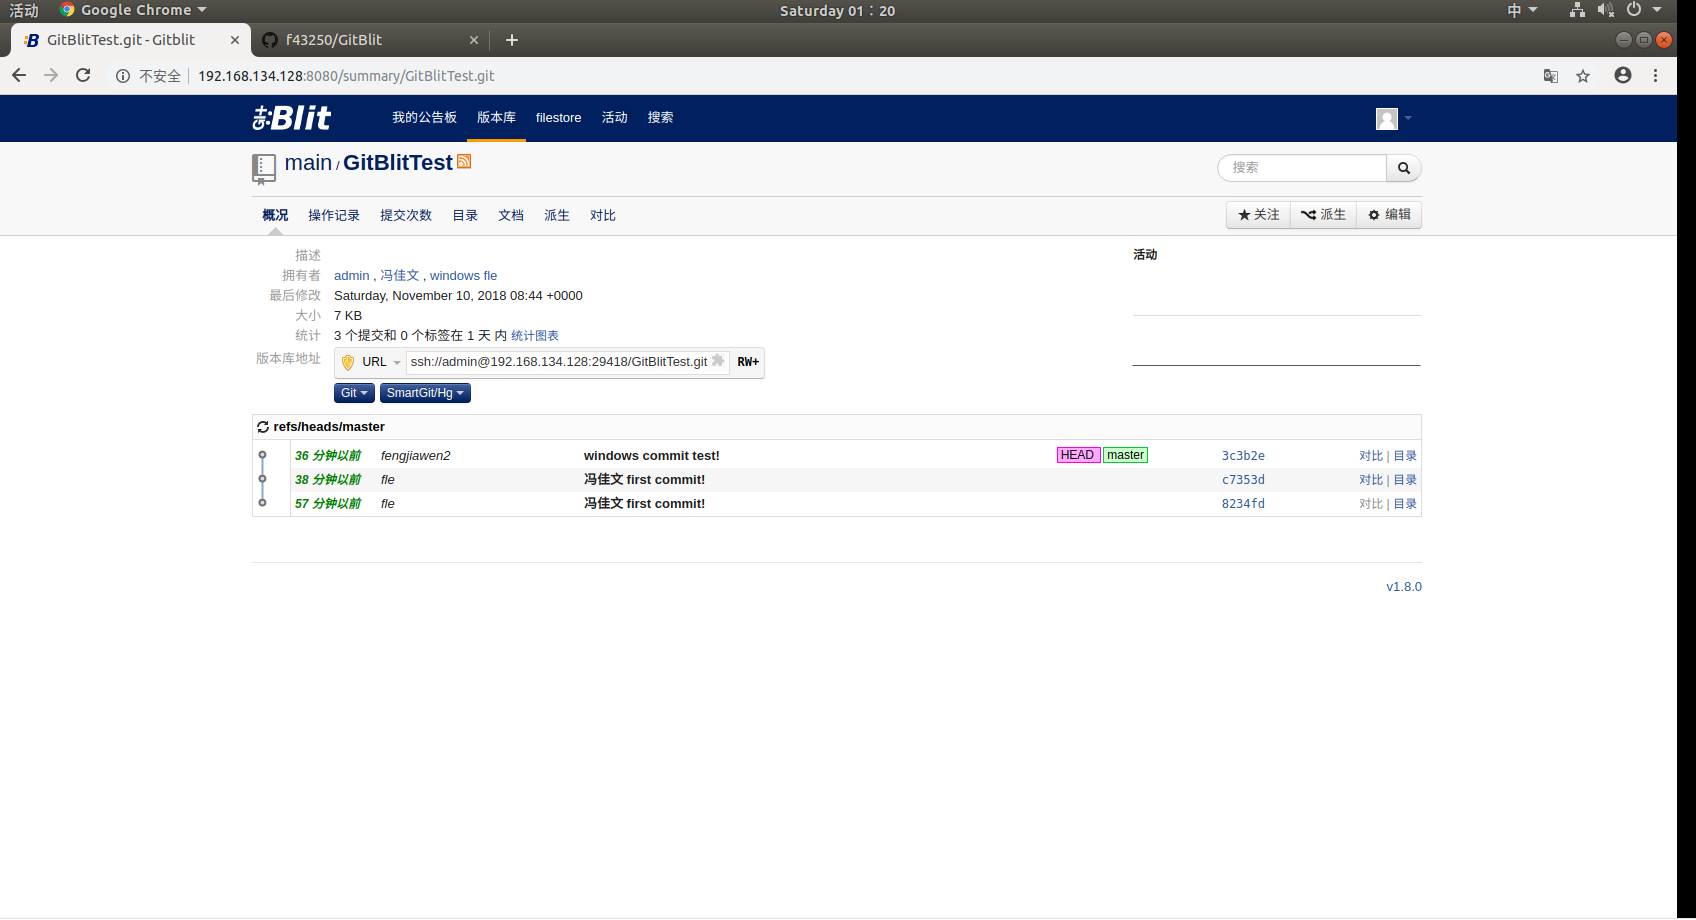 活动 Google Chrome Saturday 01：20 中
GitBlitTest.git - Gitblit f43250/GitBlit
不安全 192.168.134.128:8080/summary/GitBlitTest.git
gitBlit 我的公告板 版本库 filestore 活动 搜索
main / GitBlitTest 搜索
概况 操作记录 提交次数 目录 文档 派生 对比 关注 派生 编辑
描述 活动
拥有者 admin , 冯佳文 , windows fle
最后修改 Saturday, November 10, 2018 08:44 +0000
大小 7 KB
统计 3 个提交和 0 个标签在 1 天 内 统计图表
版本库地址 URL ssh://admin@192.168.134.128:29418/GitBlitTest.git RW+
Git SmartGit/Hg
refs/heads/master
36 分钟以前 fengjiawen2 windows commit test! HEAD master 3c3b2e 对比 | 目录
38 分钟以前 fle 冯佳文 first commit! c7353d 对比 | 目录
57 分钟以前 fle 冯佳文 first commit! 8234fd 对比 | 目录
v1.8.0